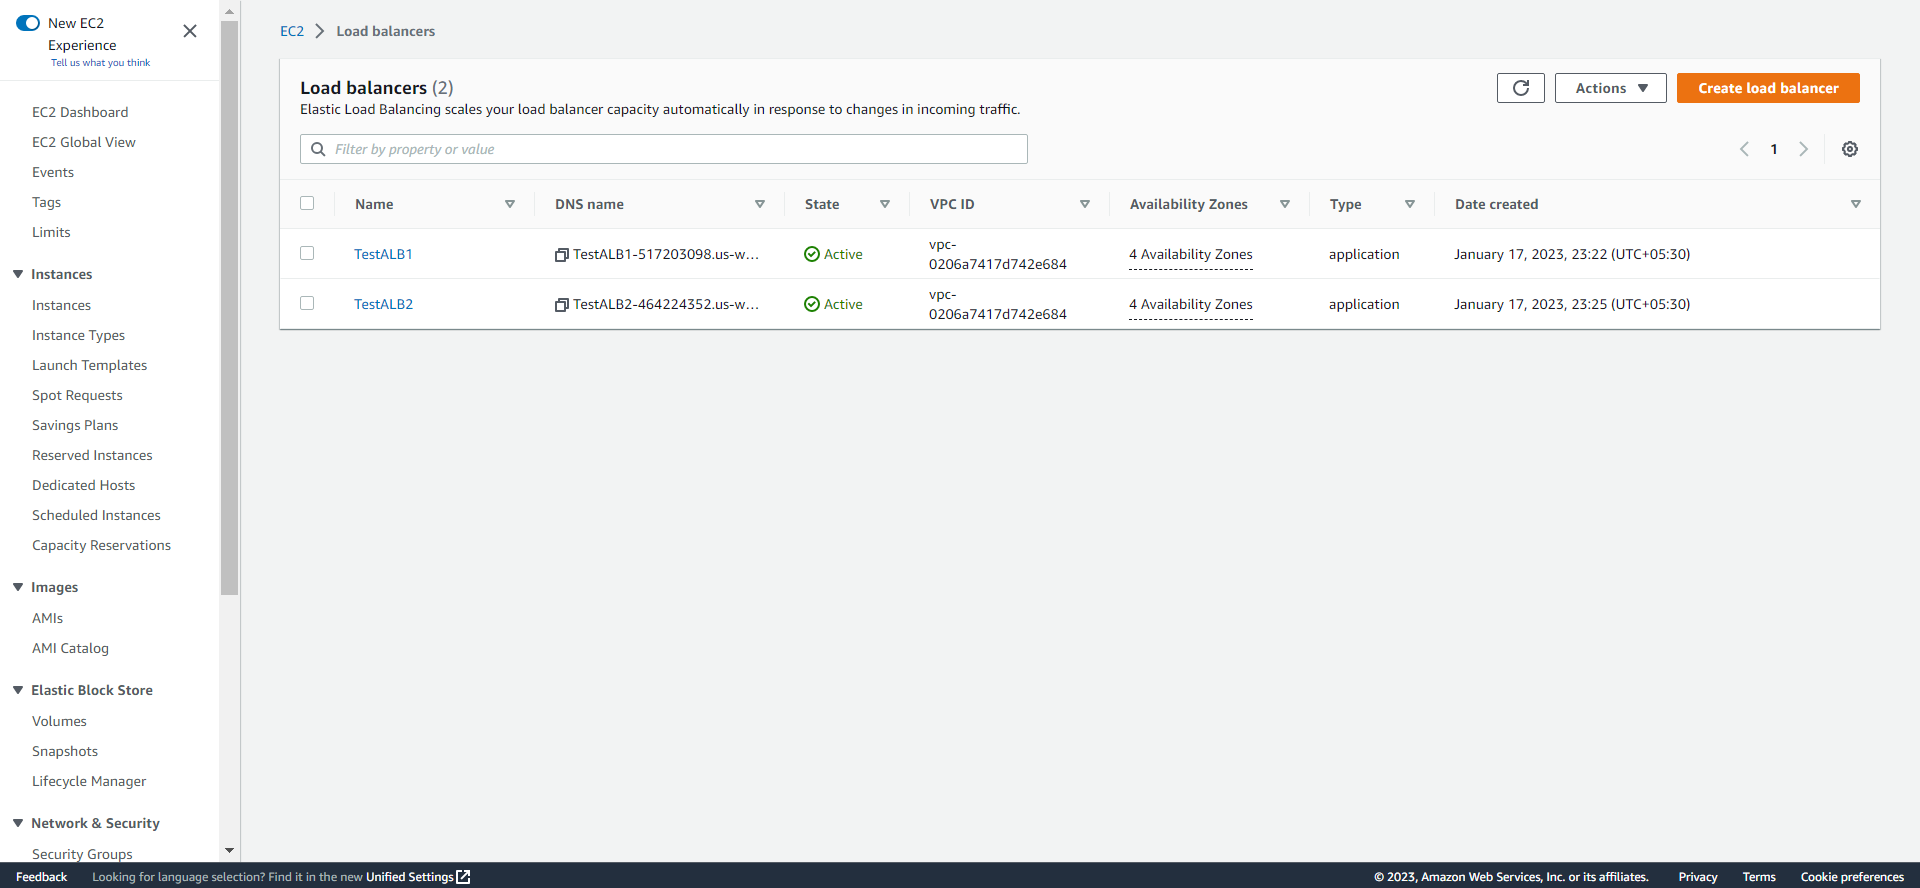 New EC2
Experience
Tell us what you think
EC2 Dashboard
EC2 Global View
Events
Tags
Limits
Instances
Instances
Instance Types
Launch Templates
Spot Requests
Savings Plans
Reserved Instances
Dedicated Hosts
Scheduled Instances
Capacity Reservations
Images
AMIs
AMI Catalog
Elastic Block Store
Volumes
Snapshots
Lifecycle Manager
Network & Security
Security Groups
EC2 Load balancers
Load balancers (2)
Elastic Load Balancing scales your load balancer capacity automatically in response to changes in incoming traffic.
Actions
Create load balancer
Filter by property or value
1
Name DNS name State VPC ID Availability Zones Type Date created
TestALB1 TestALB1-517203098.us-w... Active vpc-0206a7417d742e684 4 Availability Zones application January 17, 2023, 23:22 (UTC+05:30)
TestALB2 TestALB2-464224352.us-w... Active vpc-0206a7417d742e684 4 Availability Zones application January 17, 2023, 23:25 (UTC+05:30)
Feedback Looking for language selection? Find it in the new Unified Settings © 2023, Amazon Web Services, Inc. or its affiliates. Privacy Terms Cookie preferences